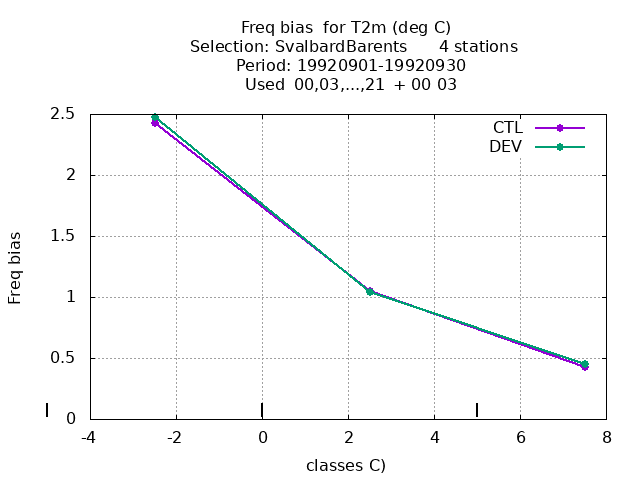 Freq bias  for T2m (deg C)
Selection: SvalbardBarents      4 stations
Period: 19920901-19920930
Used  00,03,...,21  + 00 03
CTL
DEV
2.5
2
1.5
1
0.5
0
Freq bias
-4 -2 0 2 4 6 8
classes C)